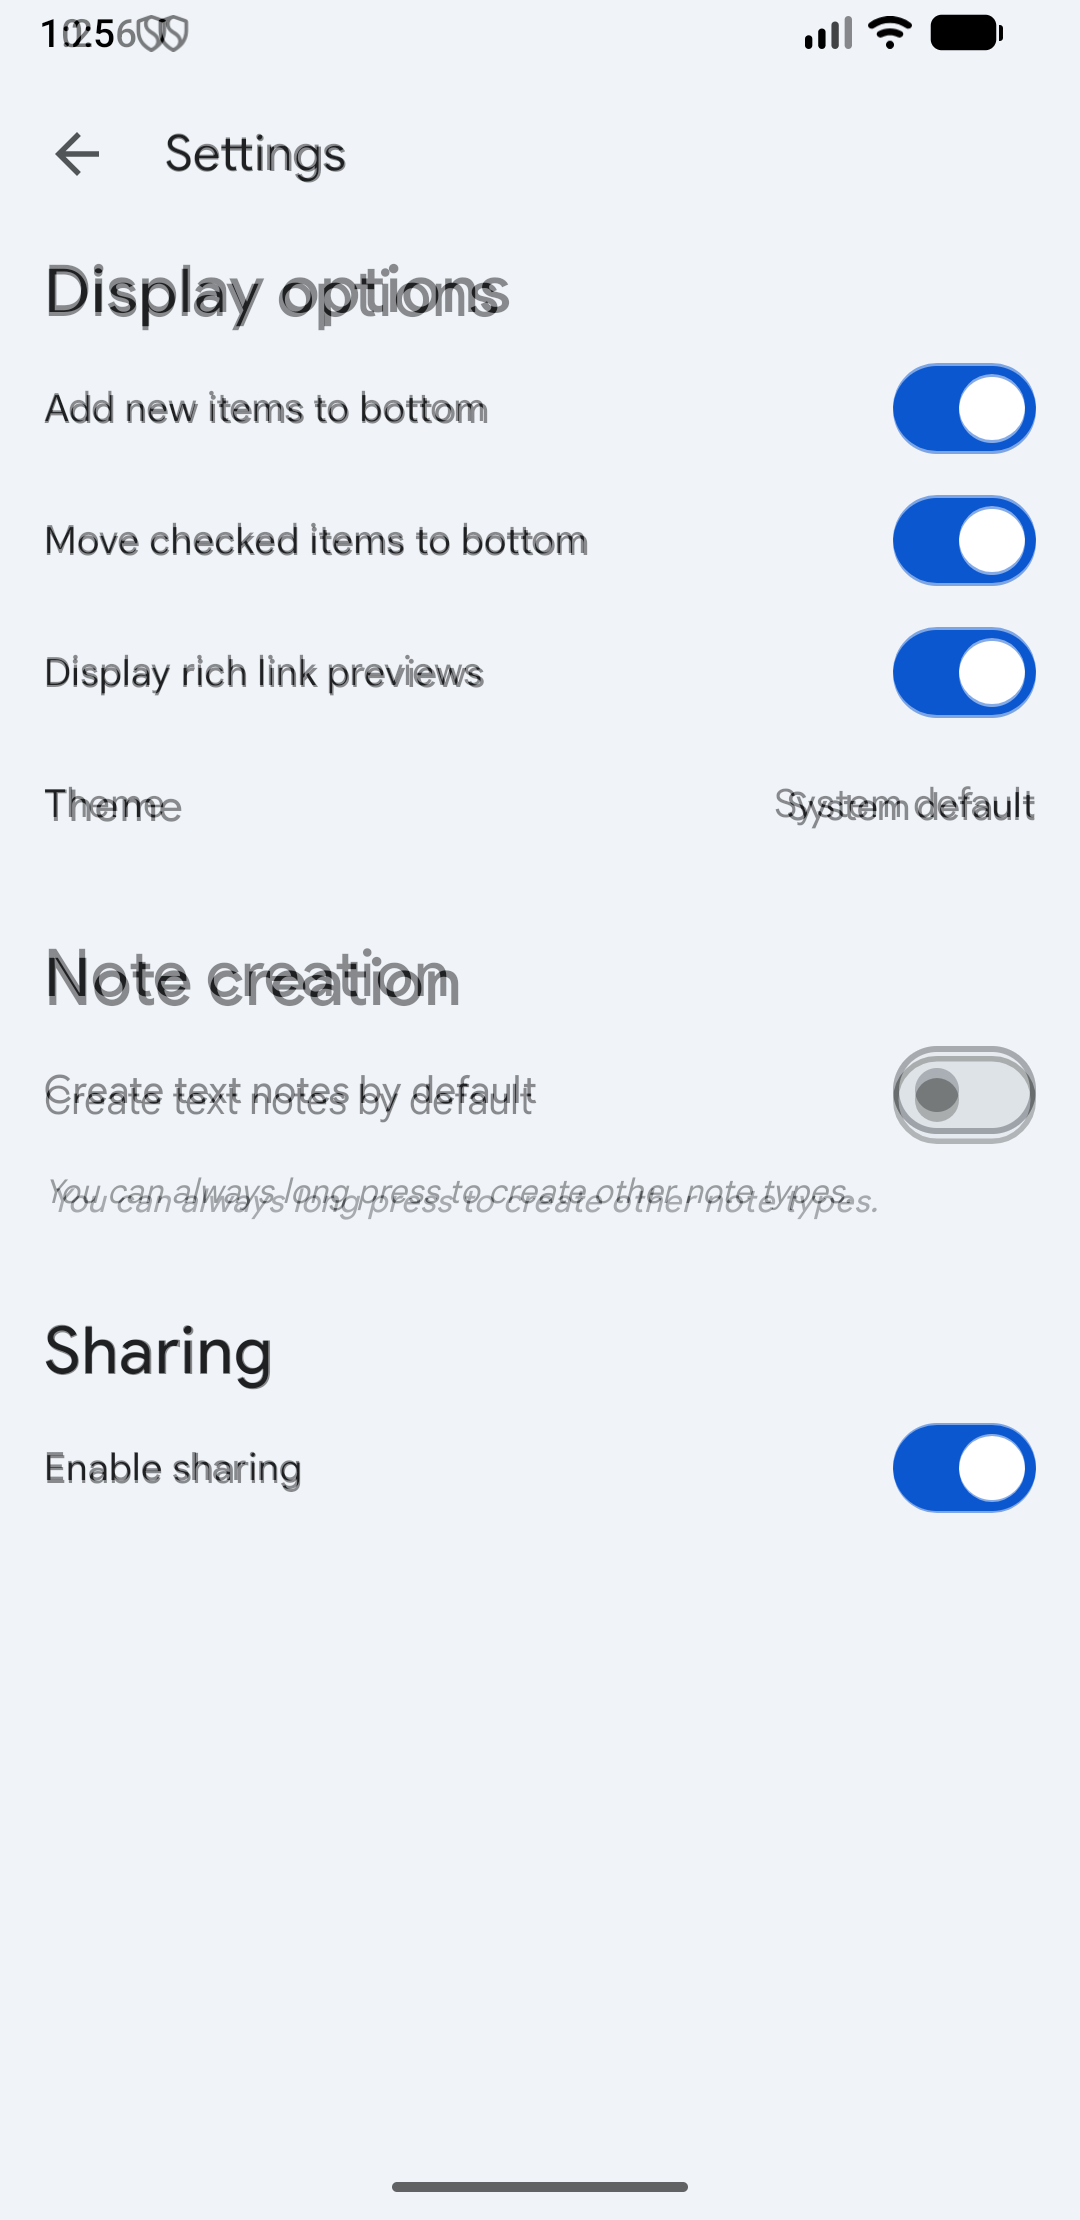 Settings
Display options
Add new items to bottom
Move checked items to bottom
Display rich link previews
Theme
System default
Note creation
Create text notes by default
You can always long press to create other note types.
Sharing
Enable sharing